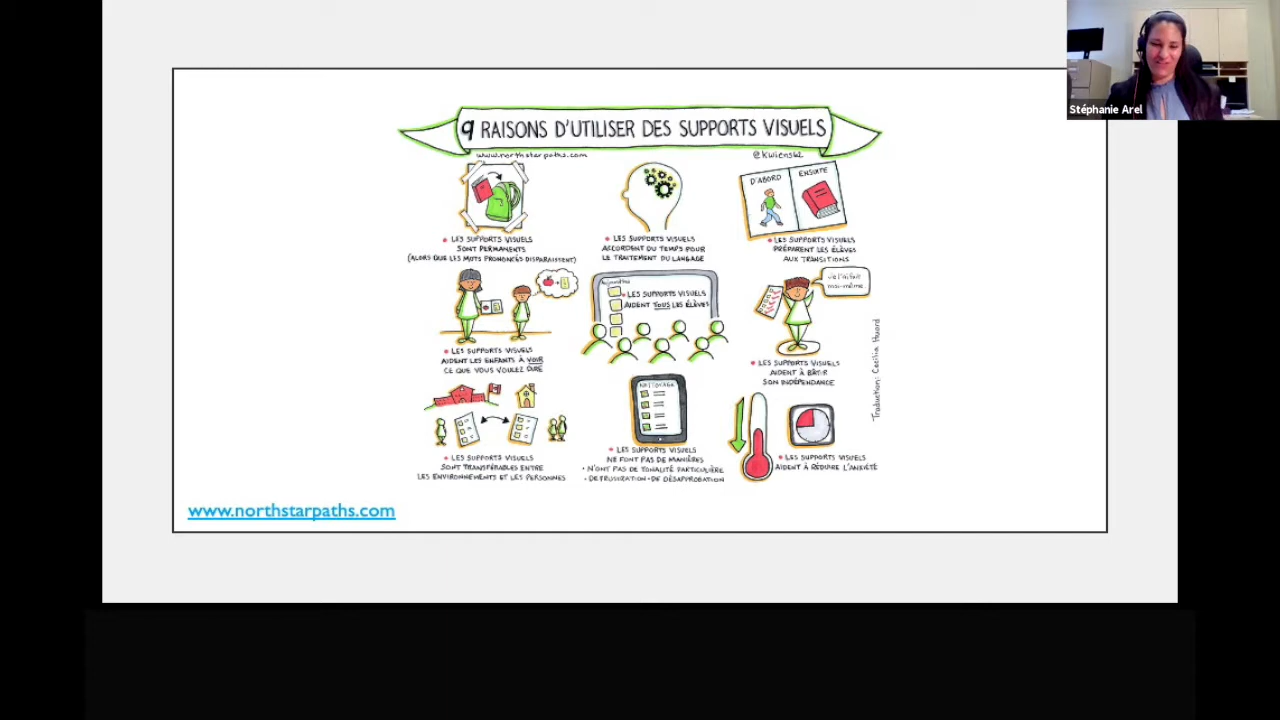 Stéphanie Arel
9 RAISONS D'UTILISER DES SUPPORTS VISUELS
www.northstarpaths.com
@kwiens62
LES SUPPORTS VISUELS
SONT PERMANENTS
(ALORS QUE LES MOTS PRONONCÉS DISPARAISSENT)
LES SUPPORTS VISUELS
ACCORDENT DU TEMPS POUR
LE TRAITEMENT DU LANGAGE
D'ABORD
ENSUITE
LES SUPPORTS VISUELS
PRÉPARENT LES ÉLÈVES
AUX TRANSITIONS
LES SUPPORTS VISUELS
AIDENT LES ENFANTS À VOIR
CE QUE VOUS VOULEZ DIRE
Aujourd'hui
LES SUPPORTS VISUELS
AIDENT TOUS LES ÉLÈVES
Je l'ai fait
moi-même.
LES SUPPORTS VISUELS
AIDENT À BÂTIR
SON INDÉPENDANCE
LES SUPPORTS VISUELS
SONT TRANSFÉRABLES ENTRE
LES ENVIRONNEMENTS ET LES PERSONNES
NETTOYAGE
LES SUPPORTS VISUELS
NE FONT PAS DE MANIÈRES
• N'ONT PAS DE TONALITÉ PARTICULIÈRE
• DE FRUSTRATION • DE DÉSAPPROBATION
LES SUPPORTS VISUELS
AIDENT À RÉDUIRE L'ANXIÉTÉ
Traduction: Caecilia Huard
www.northstarpaths.com